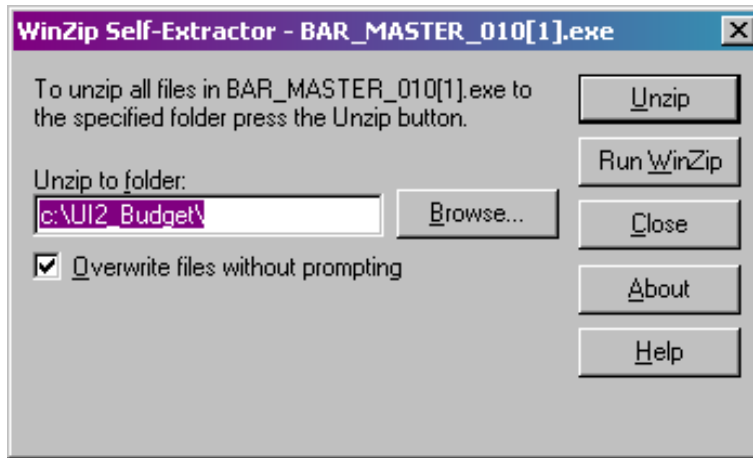 WinZip Self-Extractor - BAR_MASTER_010[1].exe
To unzip all files in BAR_MASTER_010[1].exe to
the specified folder press the Unzip button.
Unzip to folder:
c:\UI2_Budget\
Browse...
Overwrite files without prompting
Unzip
Run WinZip
Close
About
Help